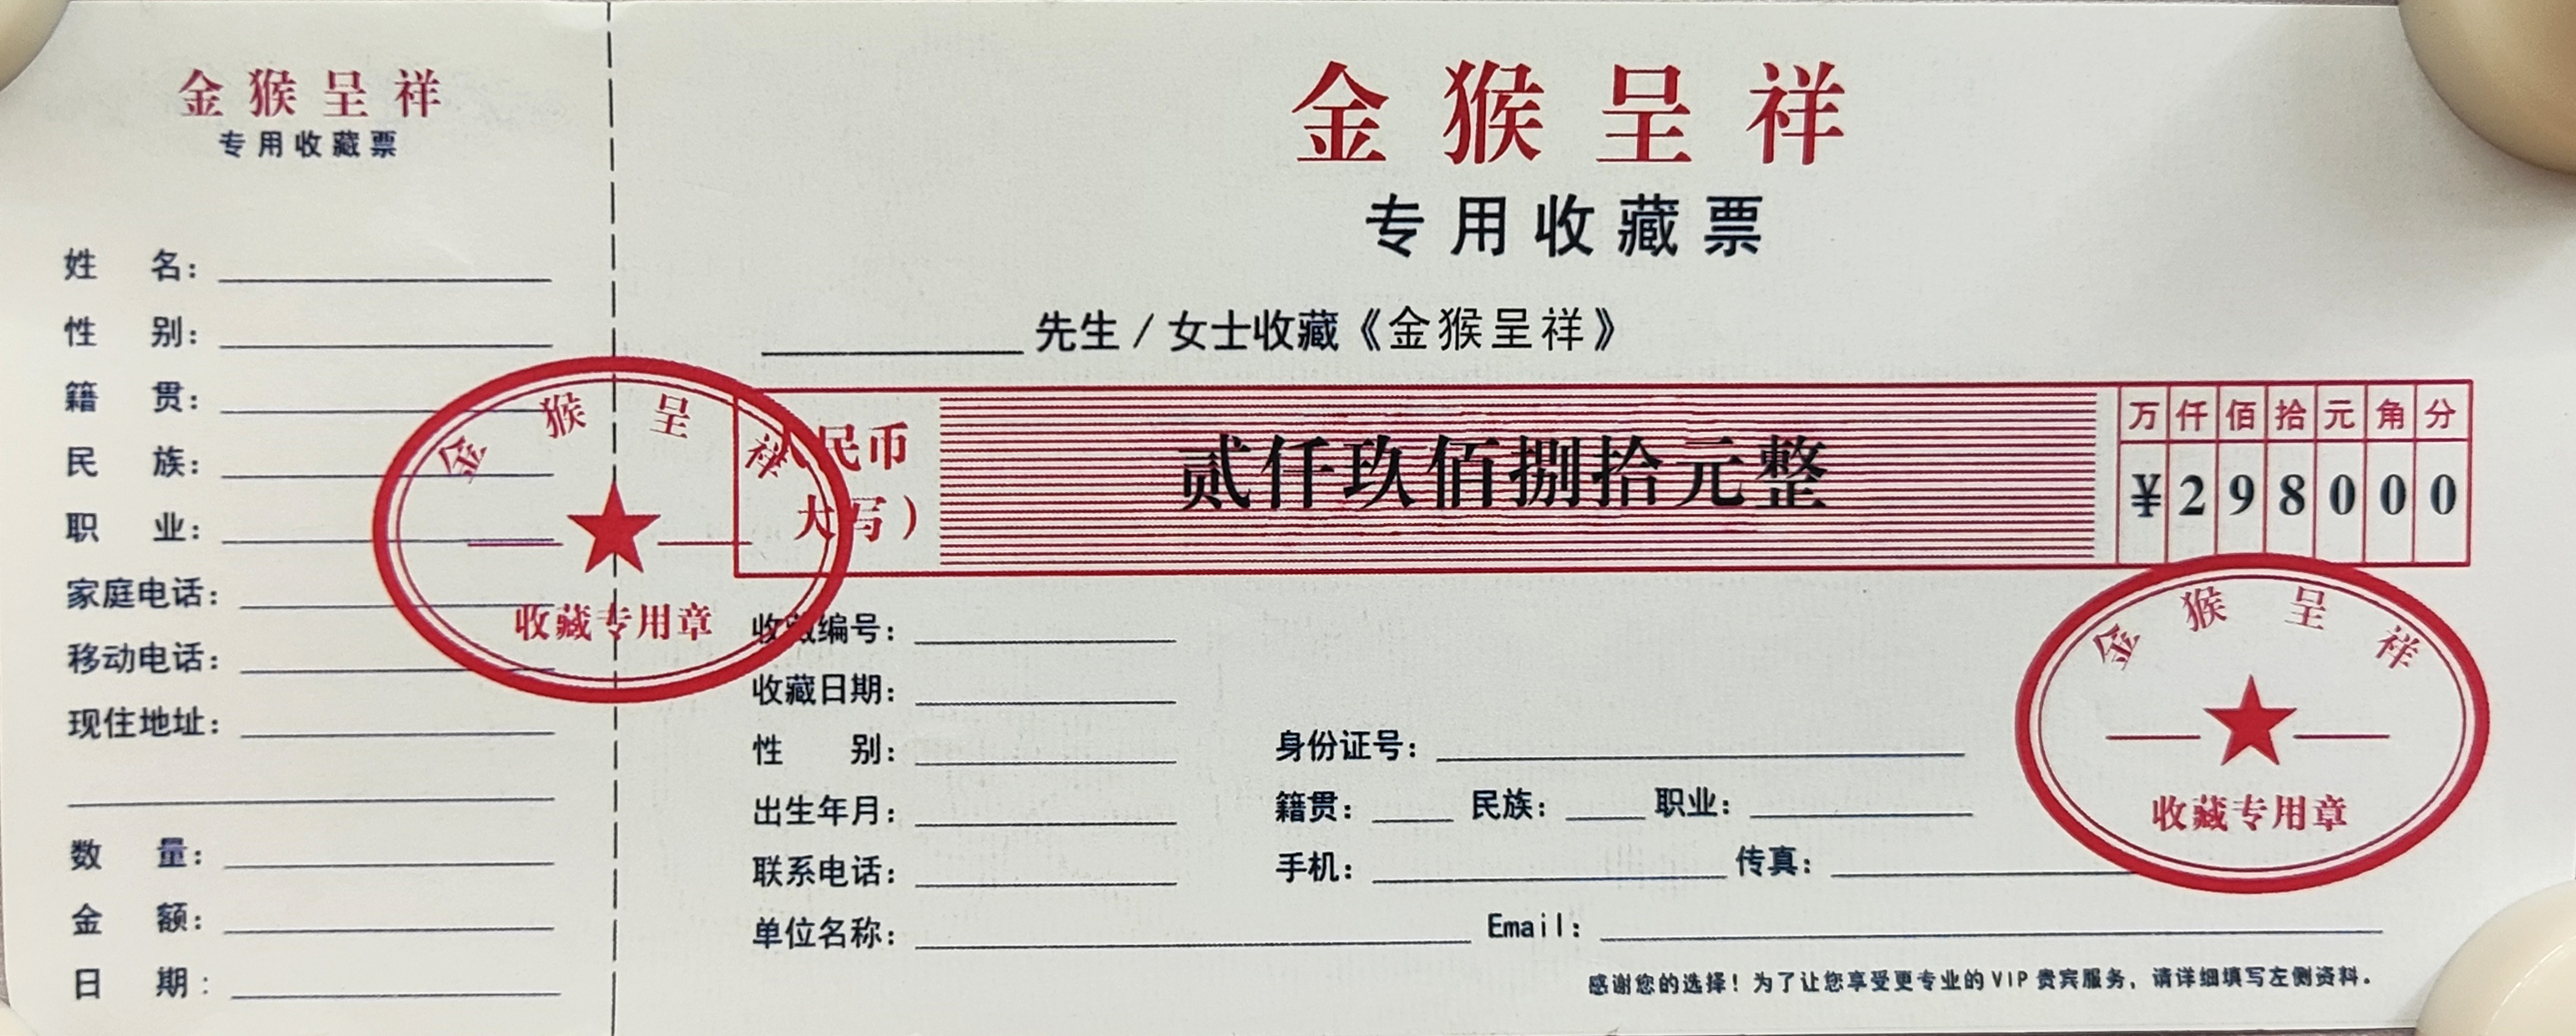 金猴呈祥
专用收藏票
姓 名：
性 别：
籍 贯：
民 族：
职 业：
家庭电话：
移动电话：
现住地址：
数 量：
金 额：
日 期：
金猴呈祥
收藏专用章
金猴呈祥
专用收藏票
先生/女士收藏《金猴呈祥》
民币
大写）
贰仟玖佰捌拾元整
万仟佰拾元角分
¥298000
收藏编号：
收藏日期：
性 别： 身份证号：
出生年月： 籍贯： 民族： 职业：
联系电话： 手机： 传真：
单位名称： Email：
金猴呈祥
收藏专用章
感谢您的选择！为了让您享受更专业的VIP贵宾服务，请详细填写左侧资料。